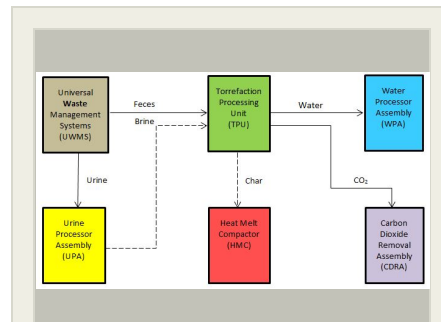 Universal
Waste
Management
Systems
(UWMS)
Feces
Brine
Torrefaction
Processing
Unit
(TPU)
Water
Water
Processor
Assembly
(WPA)
Urine
Char
CO₂
Urine
Processor
Assembly
(UPA)
Heat Melt
Compactor
(HMC)
Carbon
Dioxide
Removal
Assembly
(CDRA)